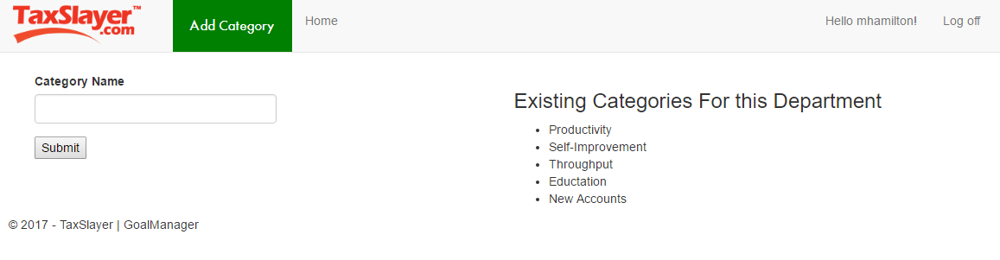 TaxSlayer™
.com
Add Category
Home
Hello mhamilton!
Log off
Category Name
Submit
Existing Categories For this Department
Productivity
Self-Improvement
Throughput
Eductation
New Accounts
© 2017 - TaxSlayer | GoalManager